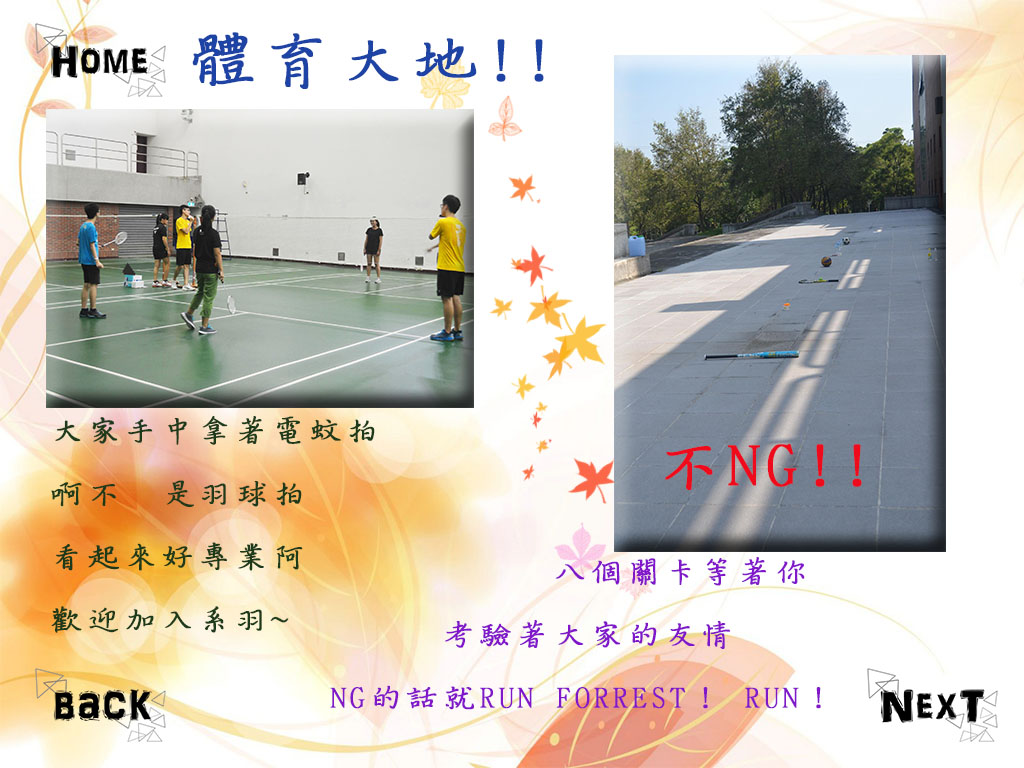 HOME
體育大地!!
大家手中拿著電蚊拍
啊不 是羽球拍
看起來好專業阿
歡迎加入系羽~
不NG!!
八個關卡等著你
考驗著大家的友情
NG的話就RUN FORREST! RUN!
BACK
NEXT